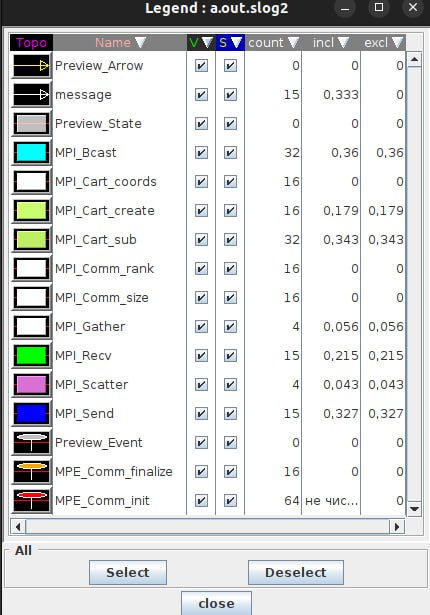 Legend : a.out.slog2
Topo Name V S count incl excl
Preview_Arrow 0 0 0
message 15 0,333 0
Preview_State 0 0 0
MPI_Bcast 32 0,36 0,36
MPI_Cart_coords 16 0 0
MPI_Cart_create 16 0,179 0,179
MPI_Cart_sub 32 0,343 0,343
MPI_Comm_rank 16 0 0
MPI_Comm_size 16 0 0
MPI_Gather 4 0,056 0,056
MPI_Recv 15 0,215 0,215
MPI_Scatter 4 0,043 0,043
MPI_Send 15 0,327 0,327
Preview_Event 0 0 0
MPE_Comm_finalize 16 0 0
MPE_Comm_init 64 не чис... 0
All
Select Deselect
close